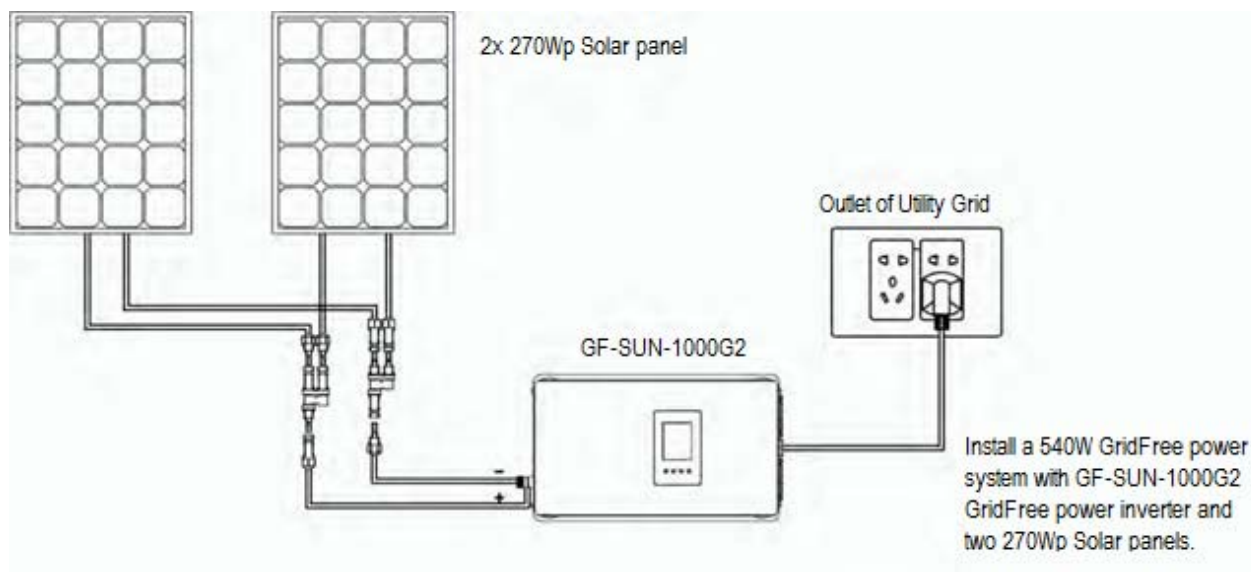 2x 270Wp Solar panel
Outlet of Utility Grid
GF-SUN-1000G2
-
+
Install a 540W GridFree power
system with GF-SUN-1000G2
GridFree power inverter and
two 270Wp Solar panels.